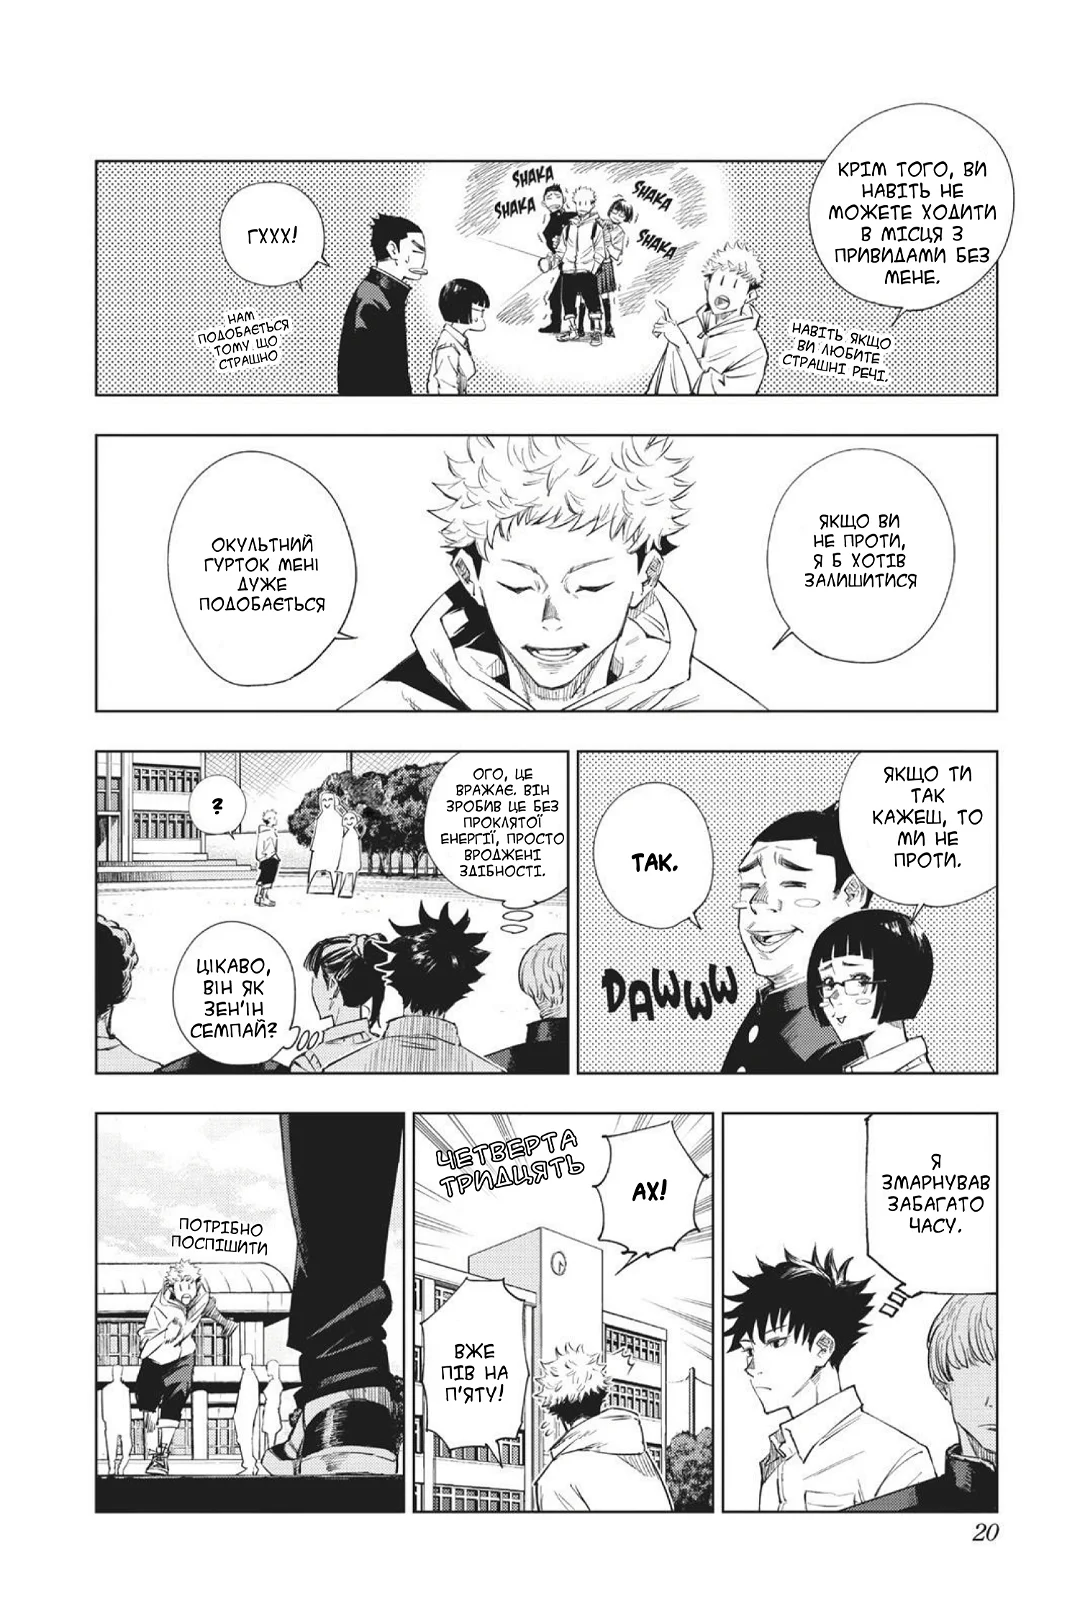 КРІМ ТОГО, ВИ
НАВІТЬ НЕ
МОЖЕТЕ ХОДИТИ
В МІСЦЯ З
ПРИВИДАМИ БЕЗ
МЕНЕ.
НАВІТЬ ЯКЩО
ВИ ЛЮБИТЕ
СТРАШНІ РЕЧІ.
SHAKA
SHAKA
SHAKA
SHAKA
ГХХХ!
НАМ
ПОДОБАЄТЬСЯ
ТОМУ ЩО
СТРАШНО
ЯКЩО ВИ
НЕ ПРОТИ,
Я Б ХОТІВ
ЗАЛИШИТИСЯ
ОКУЛЬТНИЙ
ГУРТОК МЕНІ
ДУЖЕ
ПОДОБАЄТЬСЯ
ЯКЩО ТИ
ТАК
КАЖЕШ, ТО
МИ НЕ
ПРОТИ.
ТАК.
DAWWW
ОГО, ЦЕ
ВРАЖАЄ. ВІН
ЗРОБИВ ЦЕ БЕЗ
ПРОКЛЯТОЇ
ЕНЕРГІЇ, ПРОСТО
ВРОДЖЕНІ
ЗДІБНОСТІ.
?
ЦІКАВО,
ВІН ЯК
ЗЕН'ІН
СЕМПАЙ?
Я
ЗМАРНУВАВ
ЗАБАГАТО
ЧАСУ.
АХ!
ЧЕТВЕРТА
ТРИДЦЯТЬ
ВЖЕ
ПІВ НА
П'ЯТУ!
ПОТРІБНО
ПОСПІШИТИ
20